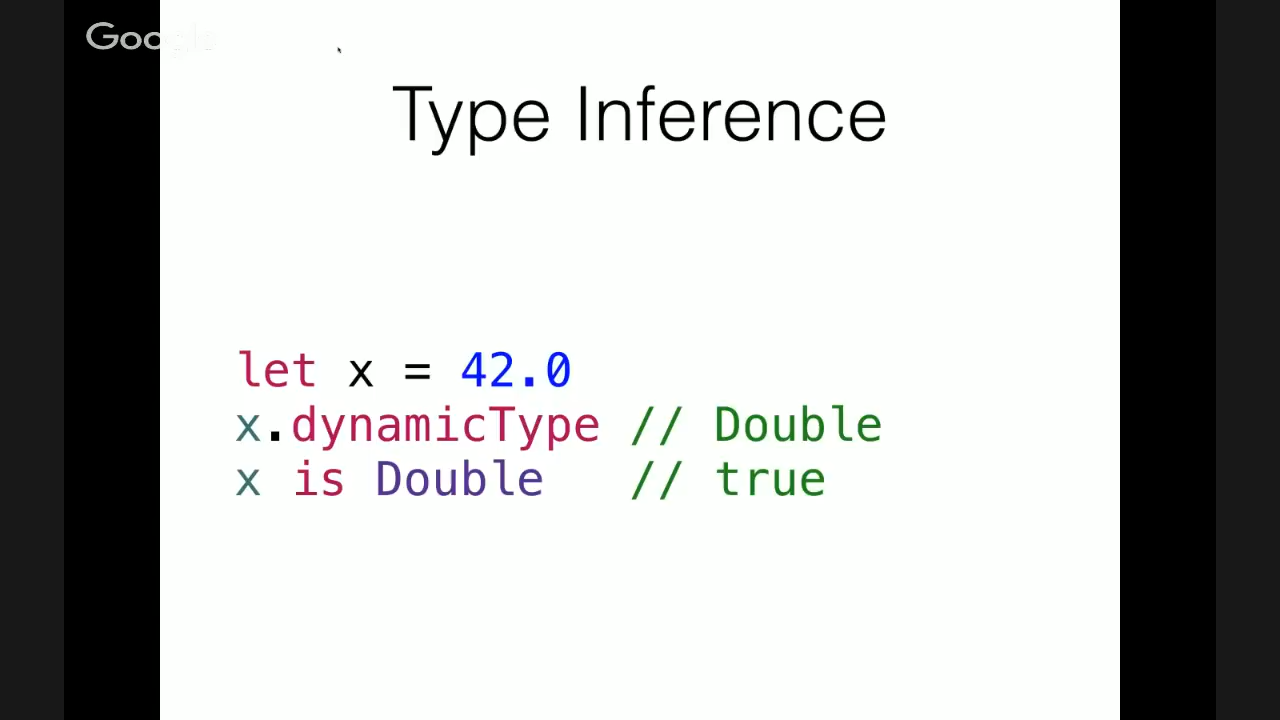 Google
Type Inference
let x = 42.0
x.dynamicType // Double
x is Double   // true